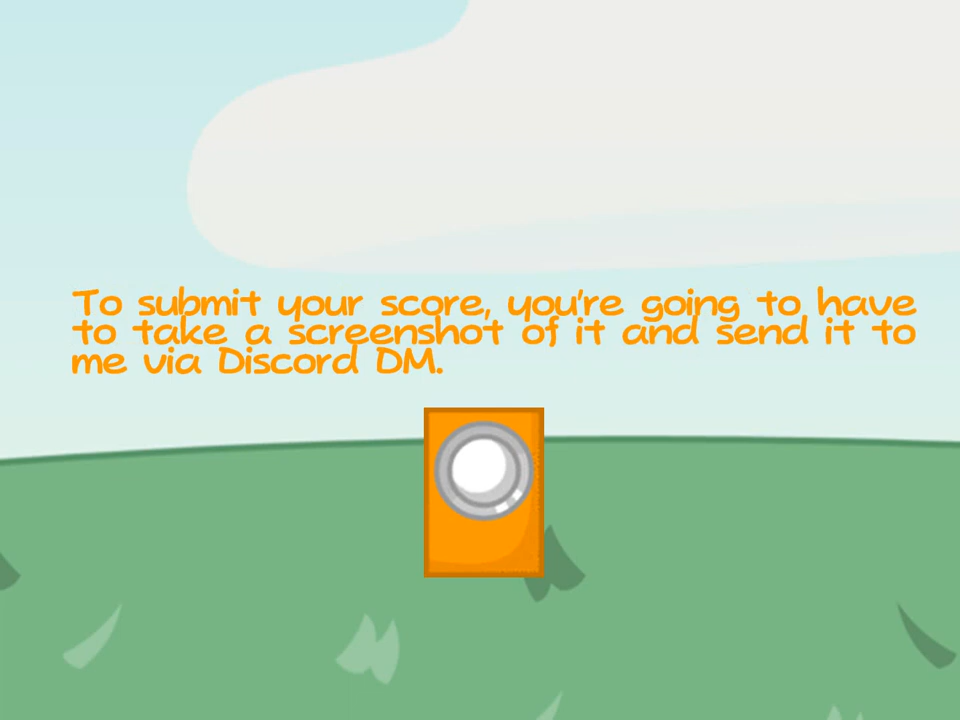 To submit your score, you're going to have
to take a screenshot of it and send it to
me via Discord DM.